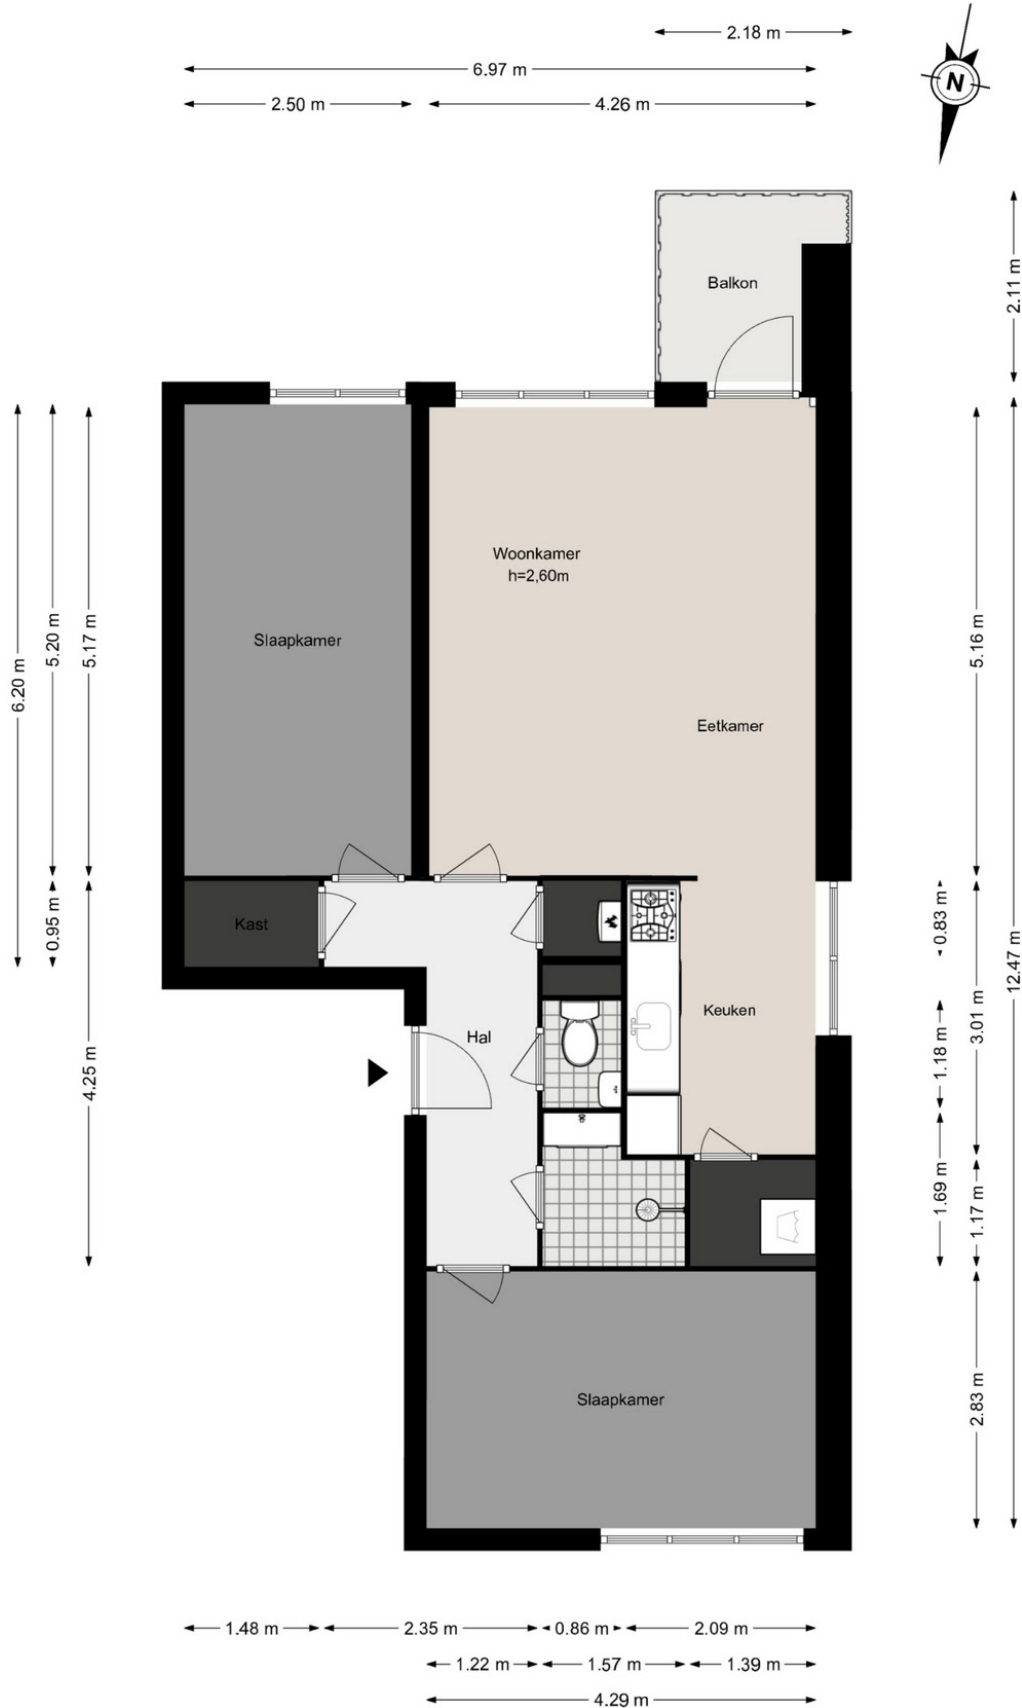 2.18 m
6.97 m
2.50 m
4.26 m
N
2.11 m
Balkon
Woonkamer
h=2,60m
Slaapkamer
Eetkamer
6.20 m
5.20 m
5.17 m
5.16 m
Kast
0.95 m
0.83 m
12.47 m
Keuken
Hal
3.01 m
1.18 m
4.25 m
1.69 m
1.17 m
Slaapkamer
2.83 m
1.48 m
2.35 m
0.86 m
2.09 m
1.22 m
1.57 m
1.39 m
4.29 m